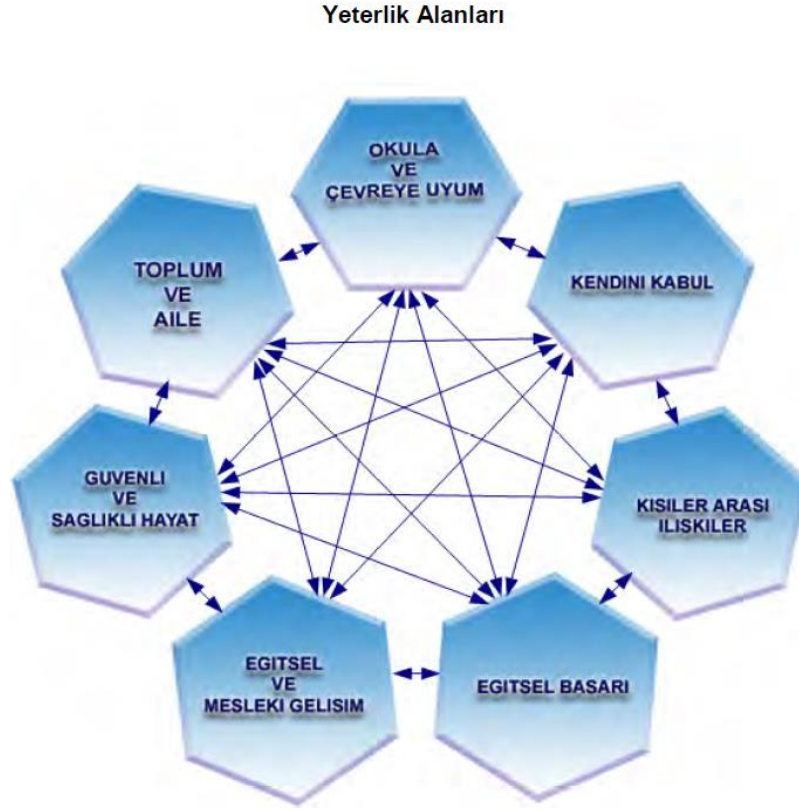 Yeterlik Alanları
OKULA
VE
ÇEVREYE UYUM
KENDINI KABUL
KISILER ARASI
ILISKILER
EGITSEL BASARI
EGITSEL
VE
MESLEKI GELISIM
GUVENLI
VE
SAGLIKLI HAYAT
TOPLUM
VE
AILE